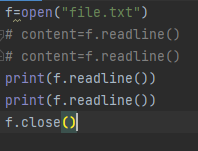 f=open("file.txt")
# content=f.readline()
# content=f.readline()
print(f.readline())
print(f.readline())
f.close()